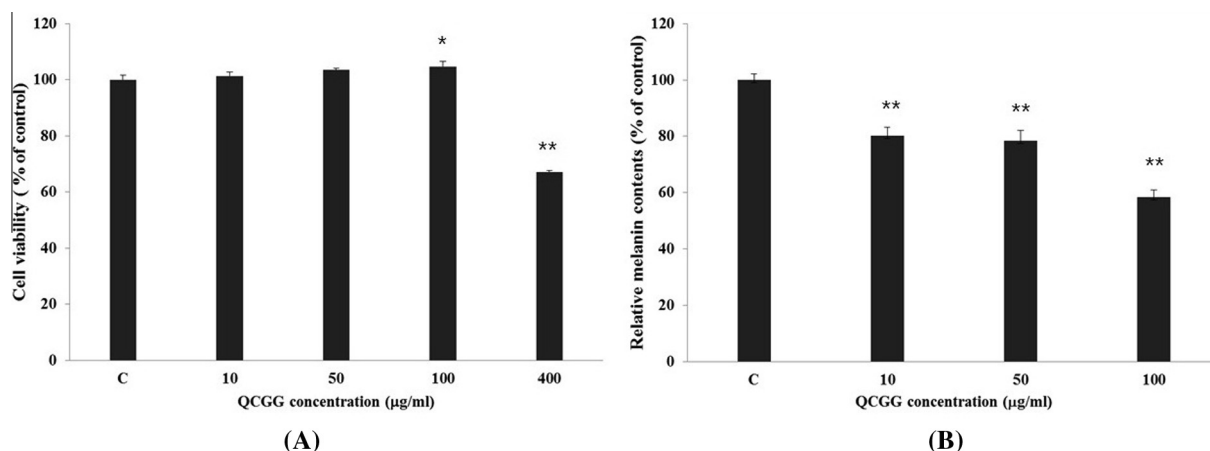 120
100
80
60
40
20
0
Cell viability ( % of control)
*
**
C 10 50 100 400
QCGG concentration (µg/ml)
(A)
120
100
80
60
40
20
0
Relative melanin contents (% of control)
**
**
**
C 10 50 100
QCGG concentration (µg/ml)
(B)